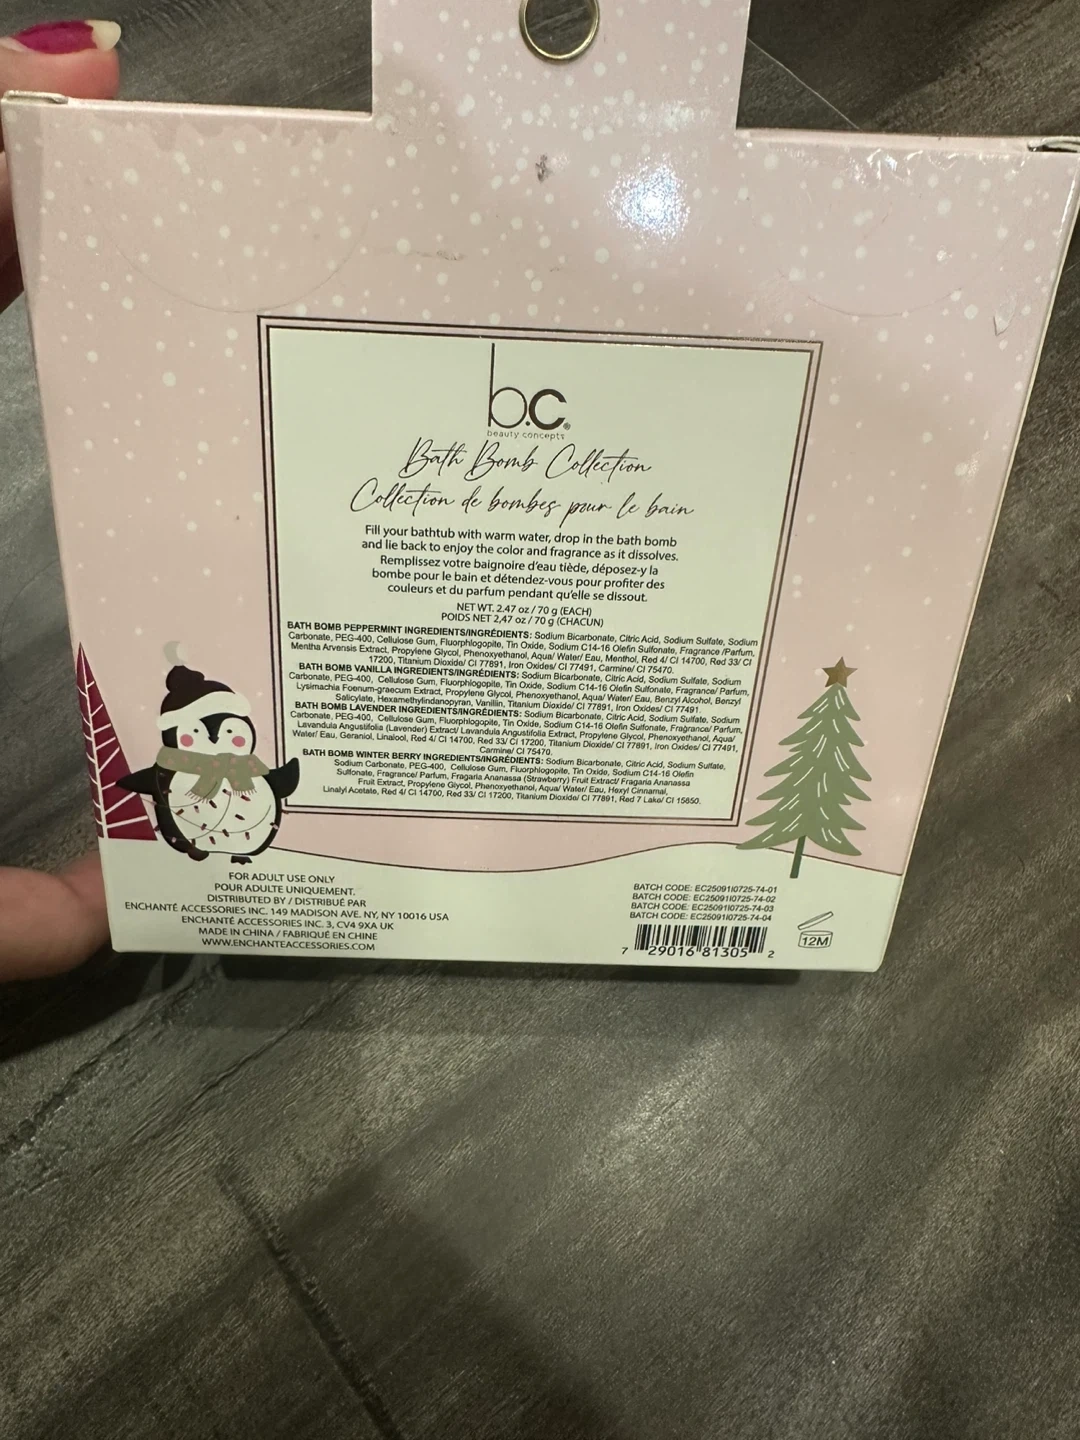 b.c.®
beauty concepts
Bath Bomb Collection
Collection de bombes pour le bain
Fill your bathtub with warm water, drop in the bath bomb
and lie back to enjoy the color and fragrance as it dissolves.
Remplissez votre baignoire d'eau tiède, déposez-y la
bombe pour le bain et détendez-vous pour profiter des
couleurs et du parfum pendant qu'elle se dissout.
NET WT. 2.47 oz / 70 g (EACH)
POIDS NET 2,47 oz / 70 g (CHACUN)
BATH BOMB PEPPERMINT INGREDIENTS/INGRÉDIENTS: Sodium Bicarbonate, Citric Acid, Sodium Sulfate, Sodium
Carbonate, PEG-400, Cellulose Gum, Fluorphlogopite, Tin Oxide, Sodium C14-16 Olefin Sulfonate, Fragrance /Parfum,
Mentha Arvensis Extract, Propylene Glycol, Phenoxyethanol, Aqua/ Water/ Eau, Menthol, Red 4/ CI 14700, Red 33/ CI
17200, Titanium Dioxide/ CI 77891, Iron Oxides/ CI 77491, Carmine/ CI 75470.
BATH BOMB VANILLA INGREDIENTS/INGRÉDIENTS: Sodium Bicarbonate, Citric Acid, Sodium Sulfate, Sodium
Carbonate, PEG-400, Cellulose Gum, Fluorphlogopite, Tin Oxide, Sodium C14-16 Olefin Sulfonate, Fragrance/ Parfum,
Lysimachia Foenum-graecum Extract, Propylene Glycol, Phenoxyethanol, Aqua/ Water/ Eau, Benzyl Alcohol, Benzyl
Salicylate, Hexamethylindanopyran, Vanillin, Titanium Dioxide/ CI 77891, Iron Oxides/ CI 77491.
BATH BOMB LAVENDER INGREDIENTS/INGRÉDIENTS: Sodium Bicarbonate, Citric Acid, Sodium Sulfate, Sodium
Carbonate, PEG-400, Cellulose Gum, Fluorphlogopite, Tin Oxide, Sodium C14-16 Olefin Sulfonate, Fragrance/ Parfum,
Lavandula Angustifolia (Lavender) Extract/ Lavandula Angustifolia Extract, Propylene Glycol, Phenoxyethanol, Aqua/
Water/ Eau, Geraniol, Linalool, Red 4/ CI 14700, Red 33/ CI 17200, Titanium Dioxide/ CI 77891, Iron Oxides/ CI 77491,
Carmine/ CI 75470.
BATH BOMB WINTER BERRY INGREDIENTS/INGRÉDIENTS: Sodium Bicarbonate, Citric Acid, Sodium Sulfate,
Sodium Carbonate, PEG-400, Cellulose Gum, Fluorphlogopite, Tin Oxide, Sodium C14-16 Olefin
Sulfonate, Fragrance/ Parfum, Fragaria Ananassa (Strawberry) Fruit Extract/ Fragaria Ananassa
Fruit Extract, Propylene Glycol, Phenoxyethanol, Aqua/ Water/ Eau, Hexyl Cinnamal,
Linalyl Acetate, Red 4/ CI 14700, Red 33/ CI 17200, Titanium Dioxide/ CI 77891, Red 7 Lake/ CI 15850.
FOR ADULT USE ONLY
POUR ADULTE UNIQUEMENT.
DISTRIBUTED BY / DISTRIBUÉ PAR
ENCHANTÉ ACCESSORIES INC. 149 MADISON AVE. NY, NY 10016 USA
ENCHANTÉ ACCESSORIES INC. 3, CV4 9XA UK
MADE IN CHINA / FABRIQUÉ EN CHINE
WWW.ENCHANTEACCESSORIES.COM
BATCH CODE: EC25091I0725-74-01
BATCH CODE: EC25091I0725-74-02
BATCH CODE: EC25091I0725-74-03
BATCH CODE: EC25091I0725-74-04
7 29016 81305 2
12M